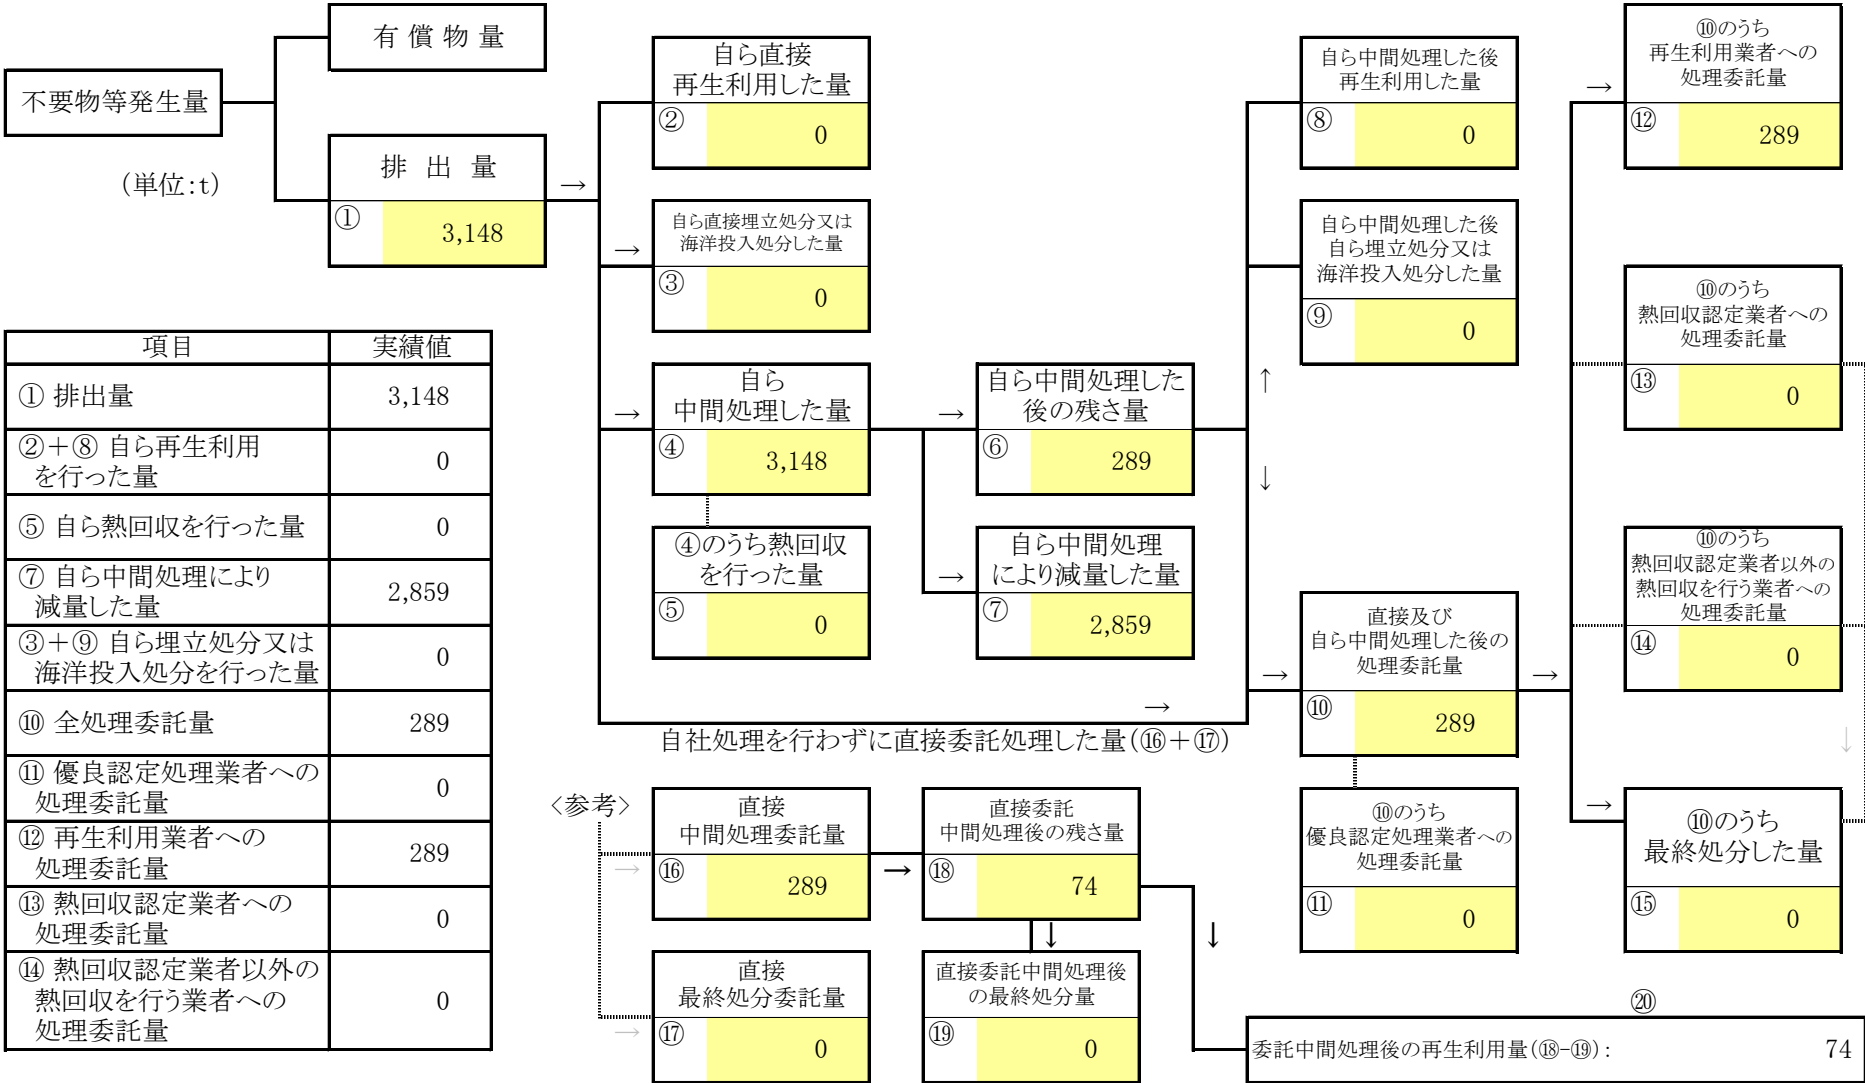 不要物等発生量
(単位:t)
有 償 物 量
排 出 量
→
①
3,148
自ら直接
再生利用した量
②
0
→
自ら直接埋立処分又は
海洋投入処分した量
③
0
→
自ら
中間処理した量
④
3,148
④のうち熱回収
を行った量
⑤
0
→
自ら中間処理した
後の残さ量
⑥
289
→
自ら中間処理
により減量した量
⑦
2,859
↑
↓
自ら中間処理した後
再生利用した量
⑧
0
自ら中間処理した後
自ら埋立処分又は
海洋投入処分した量
⑨
0
→
自社処理を行わずに直接委託処理した量(⑯+⑰)
→
直接及び
自ら中間処理した後の
処理委託量
⑩
289
⑩のうち
優良認定処理業者への
処理委託量
⑪
0
→
→
⑩のうち
再生利用業者への
処理委託量
⑫
289
⑩のうち
熱回収認定業者への
処理委託量
⑬
0
⑩のうち
熱回収認定業者以外の
熱回収を行う業者への
処理委託量
⑭
0
↓
→
⑩のうち
最終処分した量
⑮
0
項目 実績値
① 排出量 3,148
②+⑧ 自ら再生利用
を行った量 0
⑤ 自ら熱回収を行った量 0
⑦ 自ら中間処理により
減量した量 2,859
③+⑨ 自ら埋立処分又は
海洋投入処分を行った量 0
⑩ 全処理委託量 289
⑪ 優良認定処理業者への
処理委託量 0
⑫ 再生利用業者への
処理委託量 289
⑬ 熱回収認定業者への
処理委託量 0
⑭ 熱回収認定業者以外の
熱回収を行う業者への
処理委託量 0
<参考>
→
直接
中間処理委託量
⑯
289
→
直接委託
中間処理後の残さ量
⑱
74
→
直接
最終処分委託量
⑰
0
↓
直接委託中間処理後
の最終処分量
⑲
0
↓
⑳
委託中間処理後の再生利用量(⑱-⑲): 74